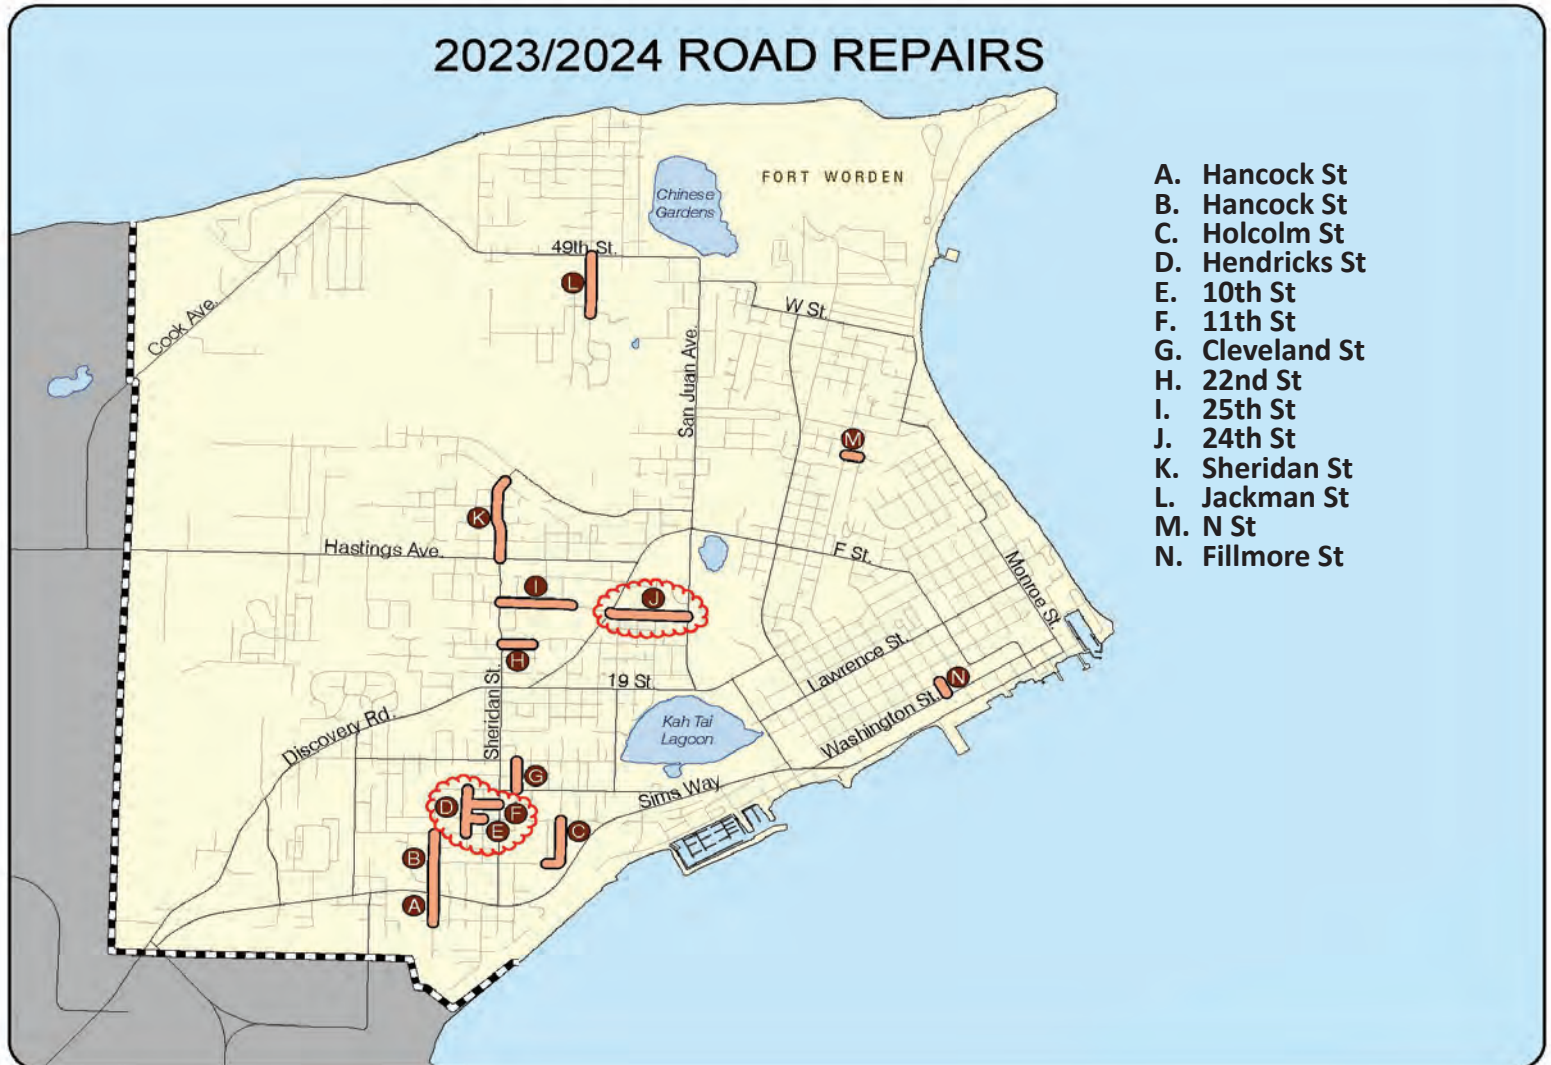 2023/2024 ROAD REPAIRS
FORT WORDEN
Chinese
Gardens
49th St.
L
W St.
Cook Ave.
San Juan Ave.
M
K
Hastings Ave.
F St.
Monroe St.
I
J
H
Lawrence St.
19 St.
N
Sheridan St.
Washington St.
Discovery Rd.
Kah Tai
Lagoon
G
Sims Way
D
F
E
C
B
A
A. Hancock St
B. Hancock St
C. Holcolm St
D. Hendricks St
E. 10th St
F. 11th St
G. Cleveland St
H. 22nd St
I. 25th St
J. 24th St
K. Sheridan St
L. Jackman St
M. N St
N. Fillmore St